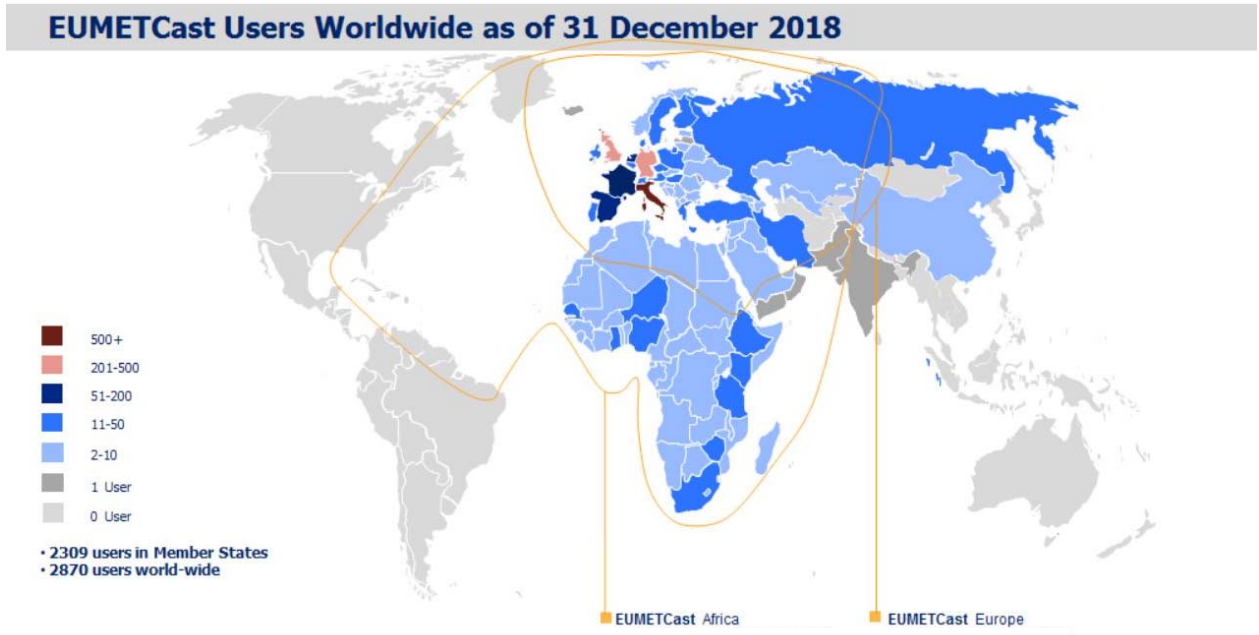 EUMETCast Users Worldwide as of 31 December 2018
500+
201-500
51-200
11-50
2-10
1 User
0 User
• 2309 users in Member States
• 2870 users world-wide
EUMETCast Africa
EUMETCast Europe